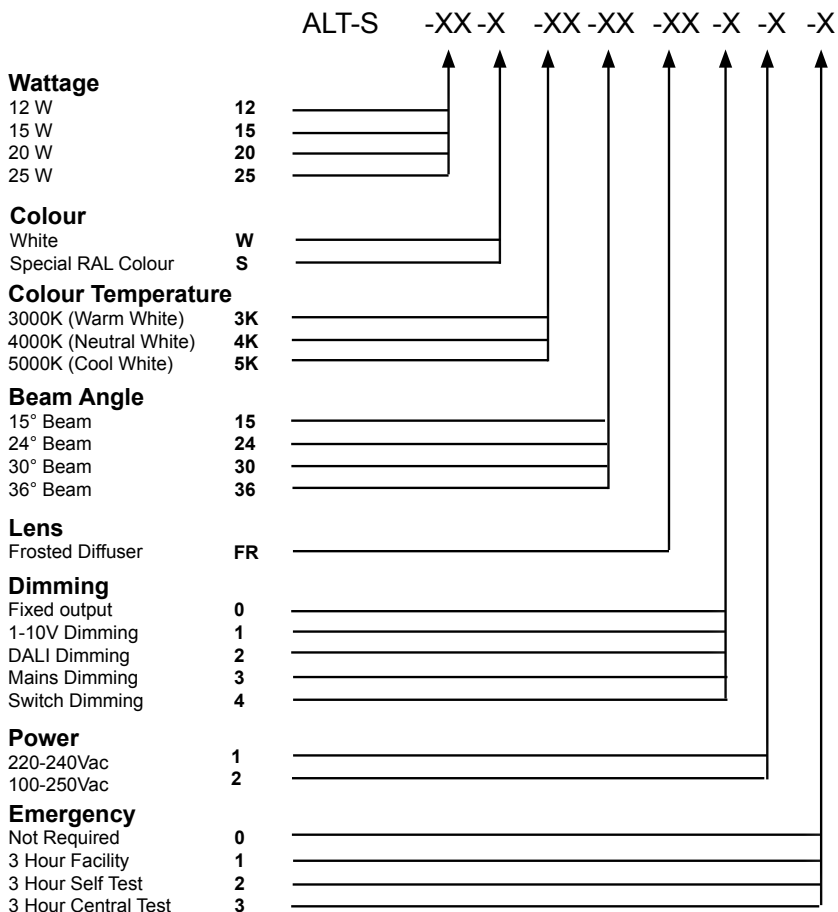 ALT-S -XX -X -XX -XX -XX -X -X -X
Wattage
12 W 12
15 W 15
20 W 20
25 W 25
Colour
White W
Special RAL Colour S
Colour Temperature
3000K (Warm White) 3K
4000K (Neutral White) 4K
5000K (Cool White) 5K
Beam Angle
15° Beam 15
24° Beam 24
30° Beam 30
36° Beam 36
Lens
Frosted Diffuser FR
Dimming
Fixed output 0
1-10V Dimming 1
DALI Dimming 2
Mains Dimming 3
Switch Dimming 4
Power
220-240Vac 1
100-250Vac 2
Emergency
Not Required 0
3 Hour Facility 1
3 Hour Self Test 2
3 Hour Central Test 3